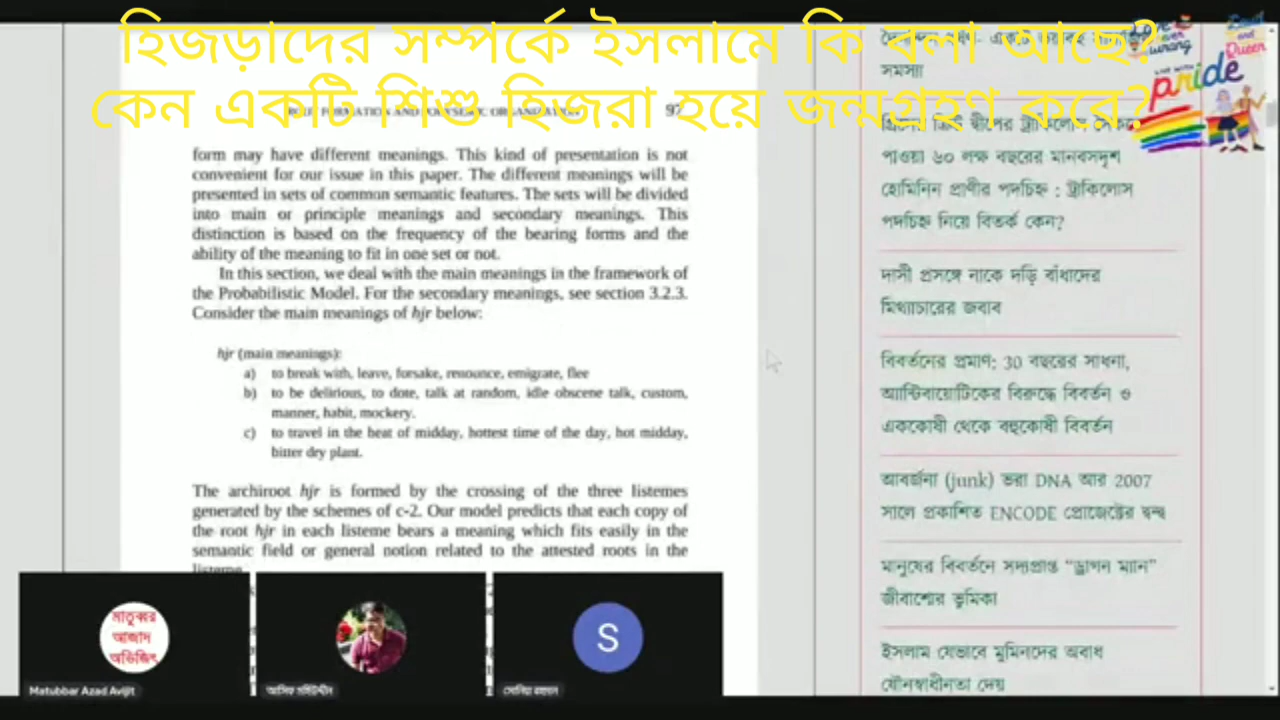 হিজড়াদের সম্পর্কে ইসলামে কি বলা আছে?
কেন একটি শিশু হিজরা হয়ে জন্মগ্রহণ করে?
97
form may have different meanings. This kind of presentation is not
convenient for our issue in this paper. The different meanings will be
presented in sets of common semantic features. The sets will be divided
into main or principle meanings and secondary meanings. This
distinction is based on the frequency of the bearing forms and the
ability of the meaning to fit in one set or not.
In this section, we deal with the main meanings in the framework of
the Probabilistic Model. For the secondary meanings, see section 3.2.3.
Consider the main meanings of hjr below:
hjr (main meanings):
a) to break with, leave, forsake, renounce, emigrate, flee
b) to be delirious, to dote, talk at random, idle obscene talk, custom,
manner, habit, mockery.
c) to travel in the heat of midday, hottest time of the day, hot midday,
bitter dry plant.
The archiroot hjr is formed by the crossing of the three listemes
generated by the schemes of c-2. Our model predicts that each copy of
the root hjr in each listeme bears a meaning which fits easily in the
semantic field or general notion related to the attested roots in the
listeme.
সমস্যা
পাওয়া ৬০ লক্ষ বছরের মানবসদৃশ
হোমিনিন প্রাণীর পদচিহ্ন : ট্রাকিলোস
পদচিহ্ন নিয়ে বিতর্ক কেন?
দাসী প্রসঙ্গে নাকে দড়ি বাঁধাদের
মিথ্যাচারের জবাব
বিবর্তনের প্রমাণ: 30 বছরের সাধনা,
অ্যান্টিবায়োটিকের বিরুদ্ধে বিবর্তন ও
এককোষী থেকে বহুকোষী বিবর্তন
আবর্জনা (junk) ভরা DNA আর 2007
সালে প্রকাশিত ENCODE প্রোজেক্টের দ্বন্দ্ব
মানুষের বিবর্তনে সদ্যপ্রাপ্ত “ড্রাগন ম্যান”
জীবাশ্মের ভূমিকা
ইসলাম যেভাবে মুমিনদের অবাধ
যৌনস্বাধীনতা দেয়
pride
Queen
মাতুব্বর
আজাদ
অভিজিৎ
S
Matubbar Azad Avijit
আসিফ মহিউদ্দীন